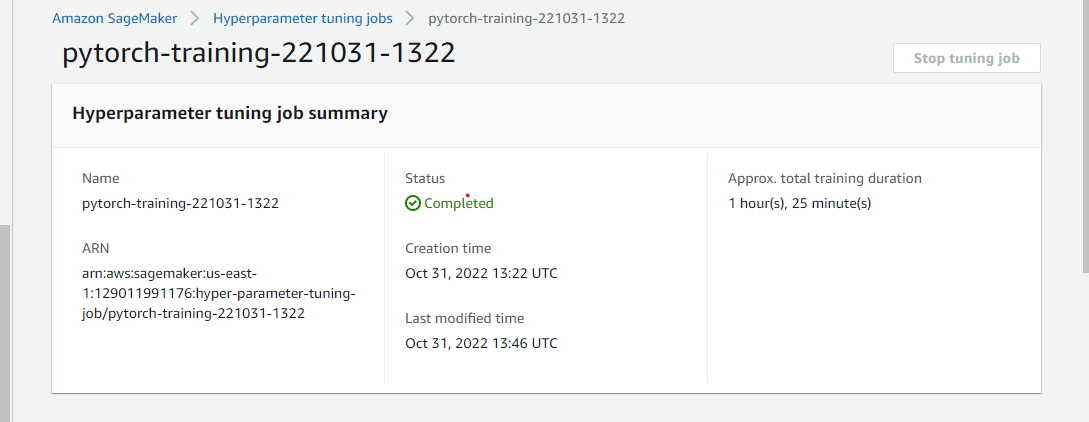 Amazon SageMaker > Hyperparameter tuning jobs > pytorch-training-221031-1322
pytorch-training-221031-1322
Stop tuning job
Hyperparameter tuning job summary
Name
pytorch-training-221031-1322
ARN
arn:aws:sagemaker:us-east-
1:129011991176:hyper-parameter-tuning-
job/pytorch-training-221031-1322
Status
Completed
Creation time
Oct 31, 2022 13:22 UTC
Last modified time
Oct 31, 2022 13:46 UTC
Approx. total training duration
1 hour(s), 25 minute(s)